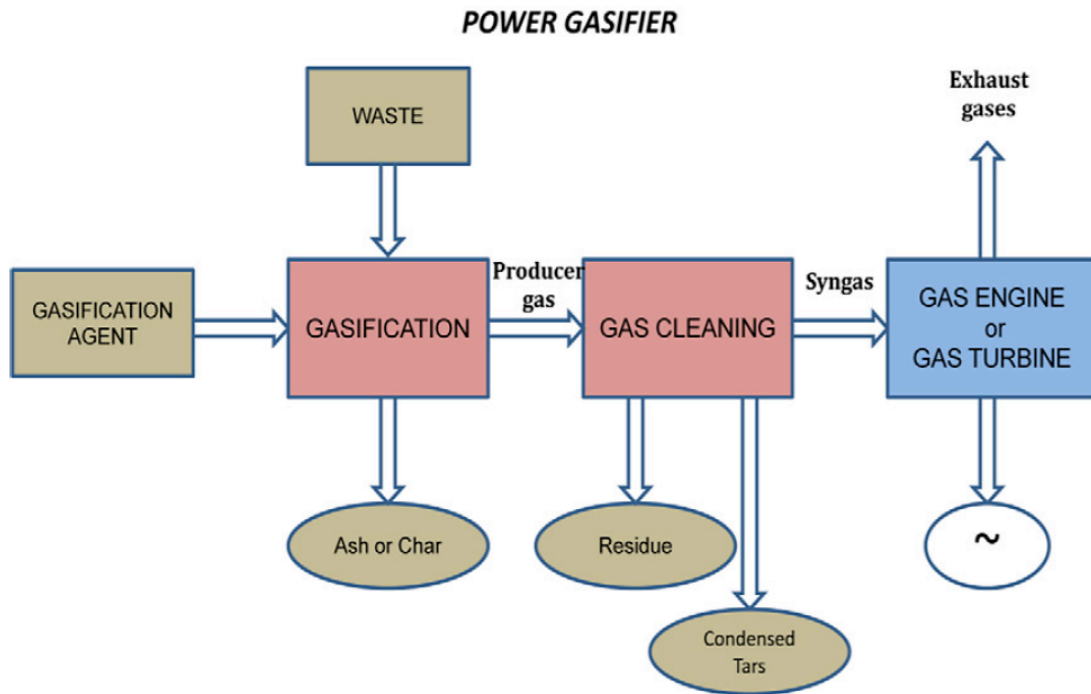 POWER GASIFIER
WASTE
Exhaust
gases
GASIFICATION
AGENT
GASIFICATION
Producer
gas
GAS CLEANING
Syngas
GAS ENGINE
or
GAS TURBINE
Ash or Char
Residue
~
Condensed
Tars